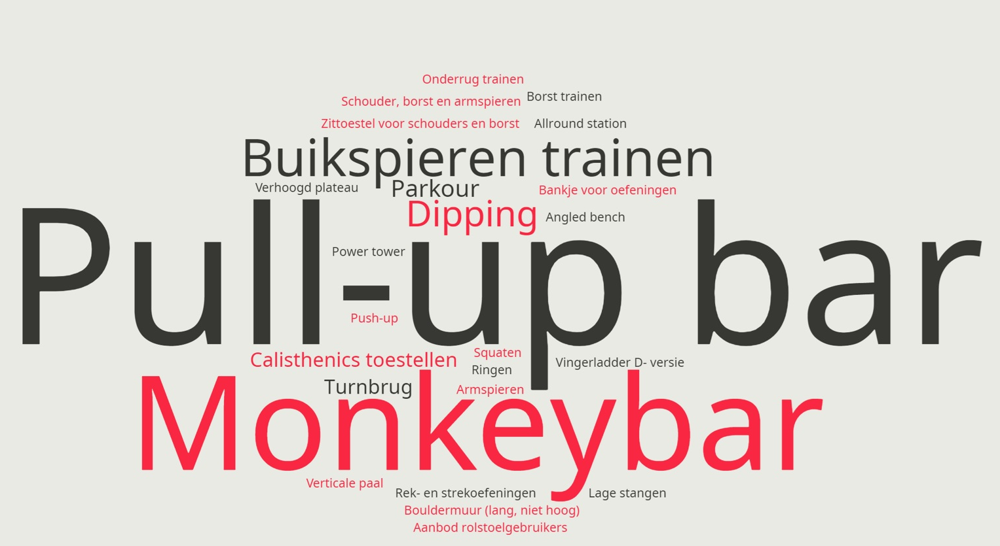 Onderrug trainen
Borst trainen
Schouder, borst en armspieren
Zittoestel voor schouders en borst
Allround station
Buikspieren trainen
Verhoogd plateau
Parkour
Bankje voor oefeningen
Dipping
Angled bench
Power tower
Pull-up bar
Push-up
Squaten
Calisthenics toestellen
Vingerladder D- versie
Ringen
Turnbrug
Armspieren
Monkeybar
Verticale paal
Rek- en strekoefeningen
Lage stangen
Bouldermuur (lang, niet hoog)
Aanbod rolstoelgebruikers